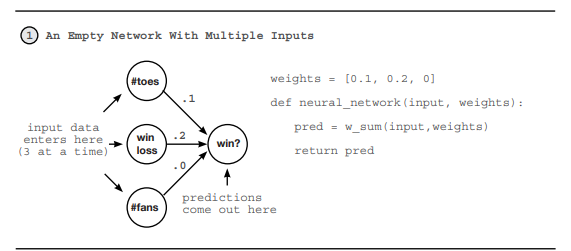 1 An Empty Network With Multiple Inputs
#toes
.1
input data
enters here
(3 at a time)
win
loss
.2
win?
.0
#fans
predictions
come out here
weights = [0.1, 0.2, 0]
def neural_network(input, weights):
pred = w_sum(input,weights)
return pred